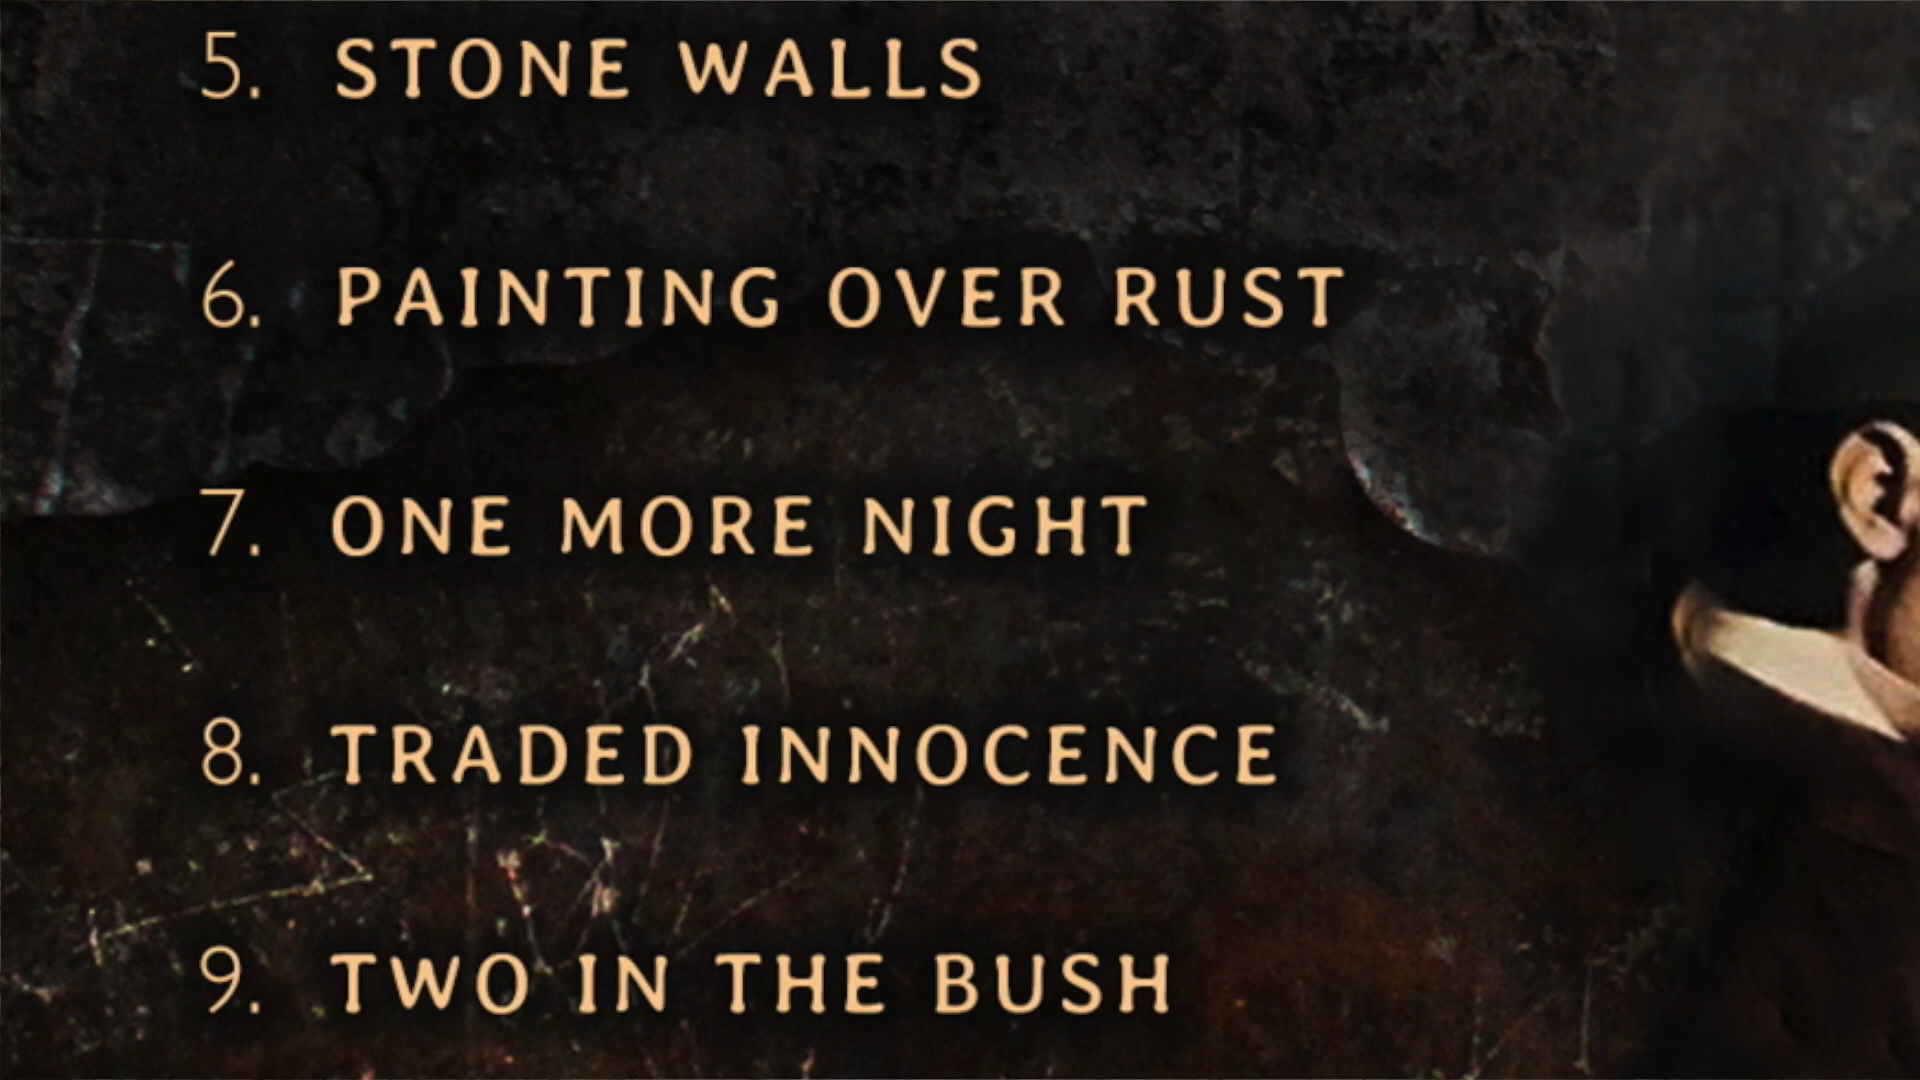 5. STONE WALLS
6. PAINTING OVER RUST
7. ONE MORE NIGHT
8. TRADED INNOCENCE
9. TWO IN THE BUSH